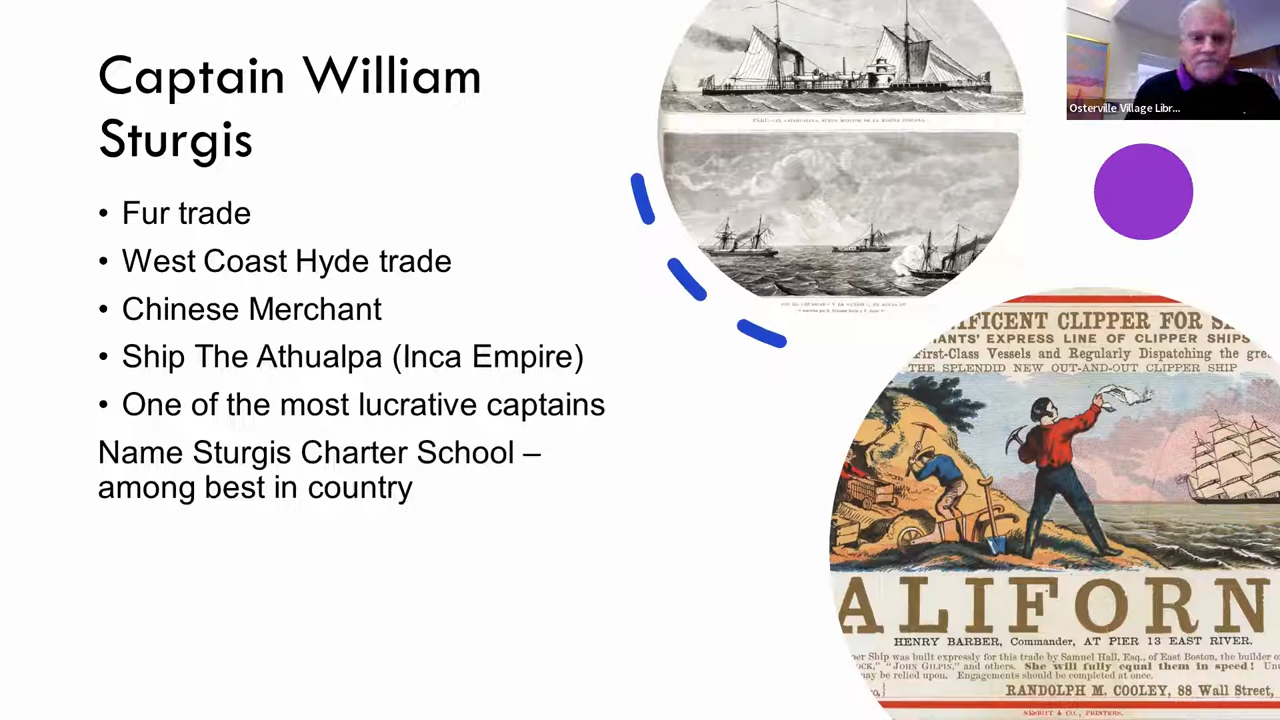 Captain William
Sturgis
• Fur trade
• West Coast Hyde trade
• Chinese Merchant
• Ship The Athualpa (Inca Empire)
• One of the most lucrative captains
Name Sturgis Charter School –
among best in country
Osterville Village Libr...
IFICENT CLIPPER FOR
ANTS' EXPRESS LINE OF CLIPPER SHIPS
First-Class Vessels and Regularly Dispatching the gre
THE SPLENDID NEW OUT-AND-OUT CLIPPER SHIP
ALIFORN
HENRY BARBER, Commander, AT PIER 13 EAST RIVER.
per Ship was built expressly for this trade by Samuel Hall, Esq., of East Boston, the builder
OCK," "JOHN GILPIN," and others. She will fully equal them in speed!
may be relied upon. Engagements should be completed at once.
RANDOLPH M. COOLEY, 88 Wall Street,
NESBITT & CO., PRINTERS.